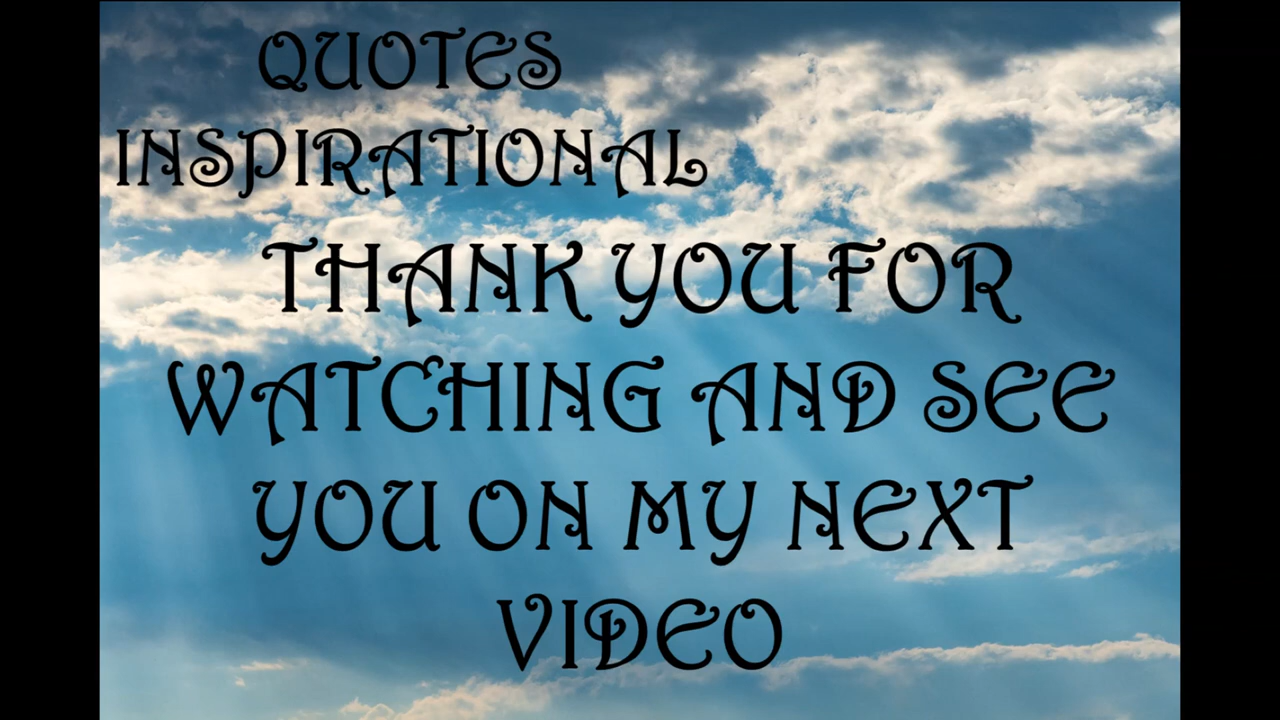 QUOTES
INSPIRATIONAL
THANK YOU FOR
WATCHING AND SEE
YOU ON MY NEXT
VIDEO